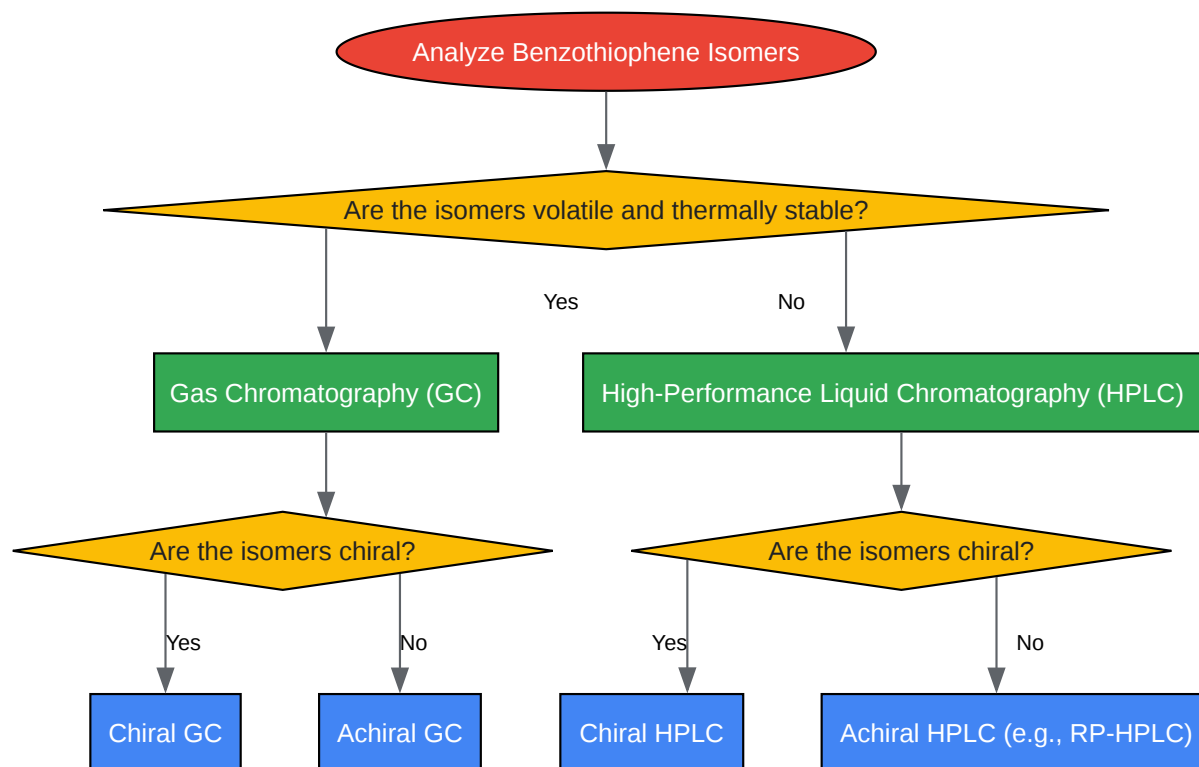 Analyze Benzothiophene Isomers
Are the isomers volatile and thermally stable?
Yes
No
Gas Chromatography (GC)
High-Performance Liquid Chromatography (HPLC)
Are the isomers chiral?
Are the isomers chiral?
Yes
No
Yes
No
Chiral GC
Achiral GC
Chiral HPLC
Achiral HPLC (e.g., RP-HPLC)